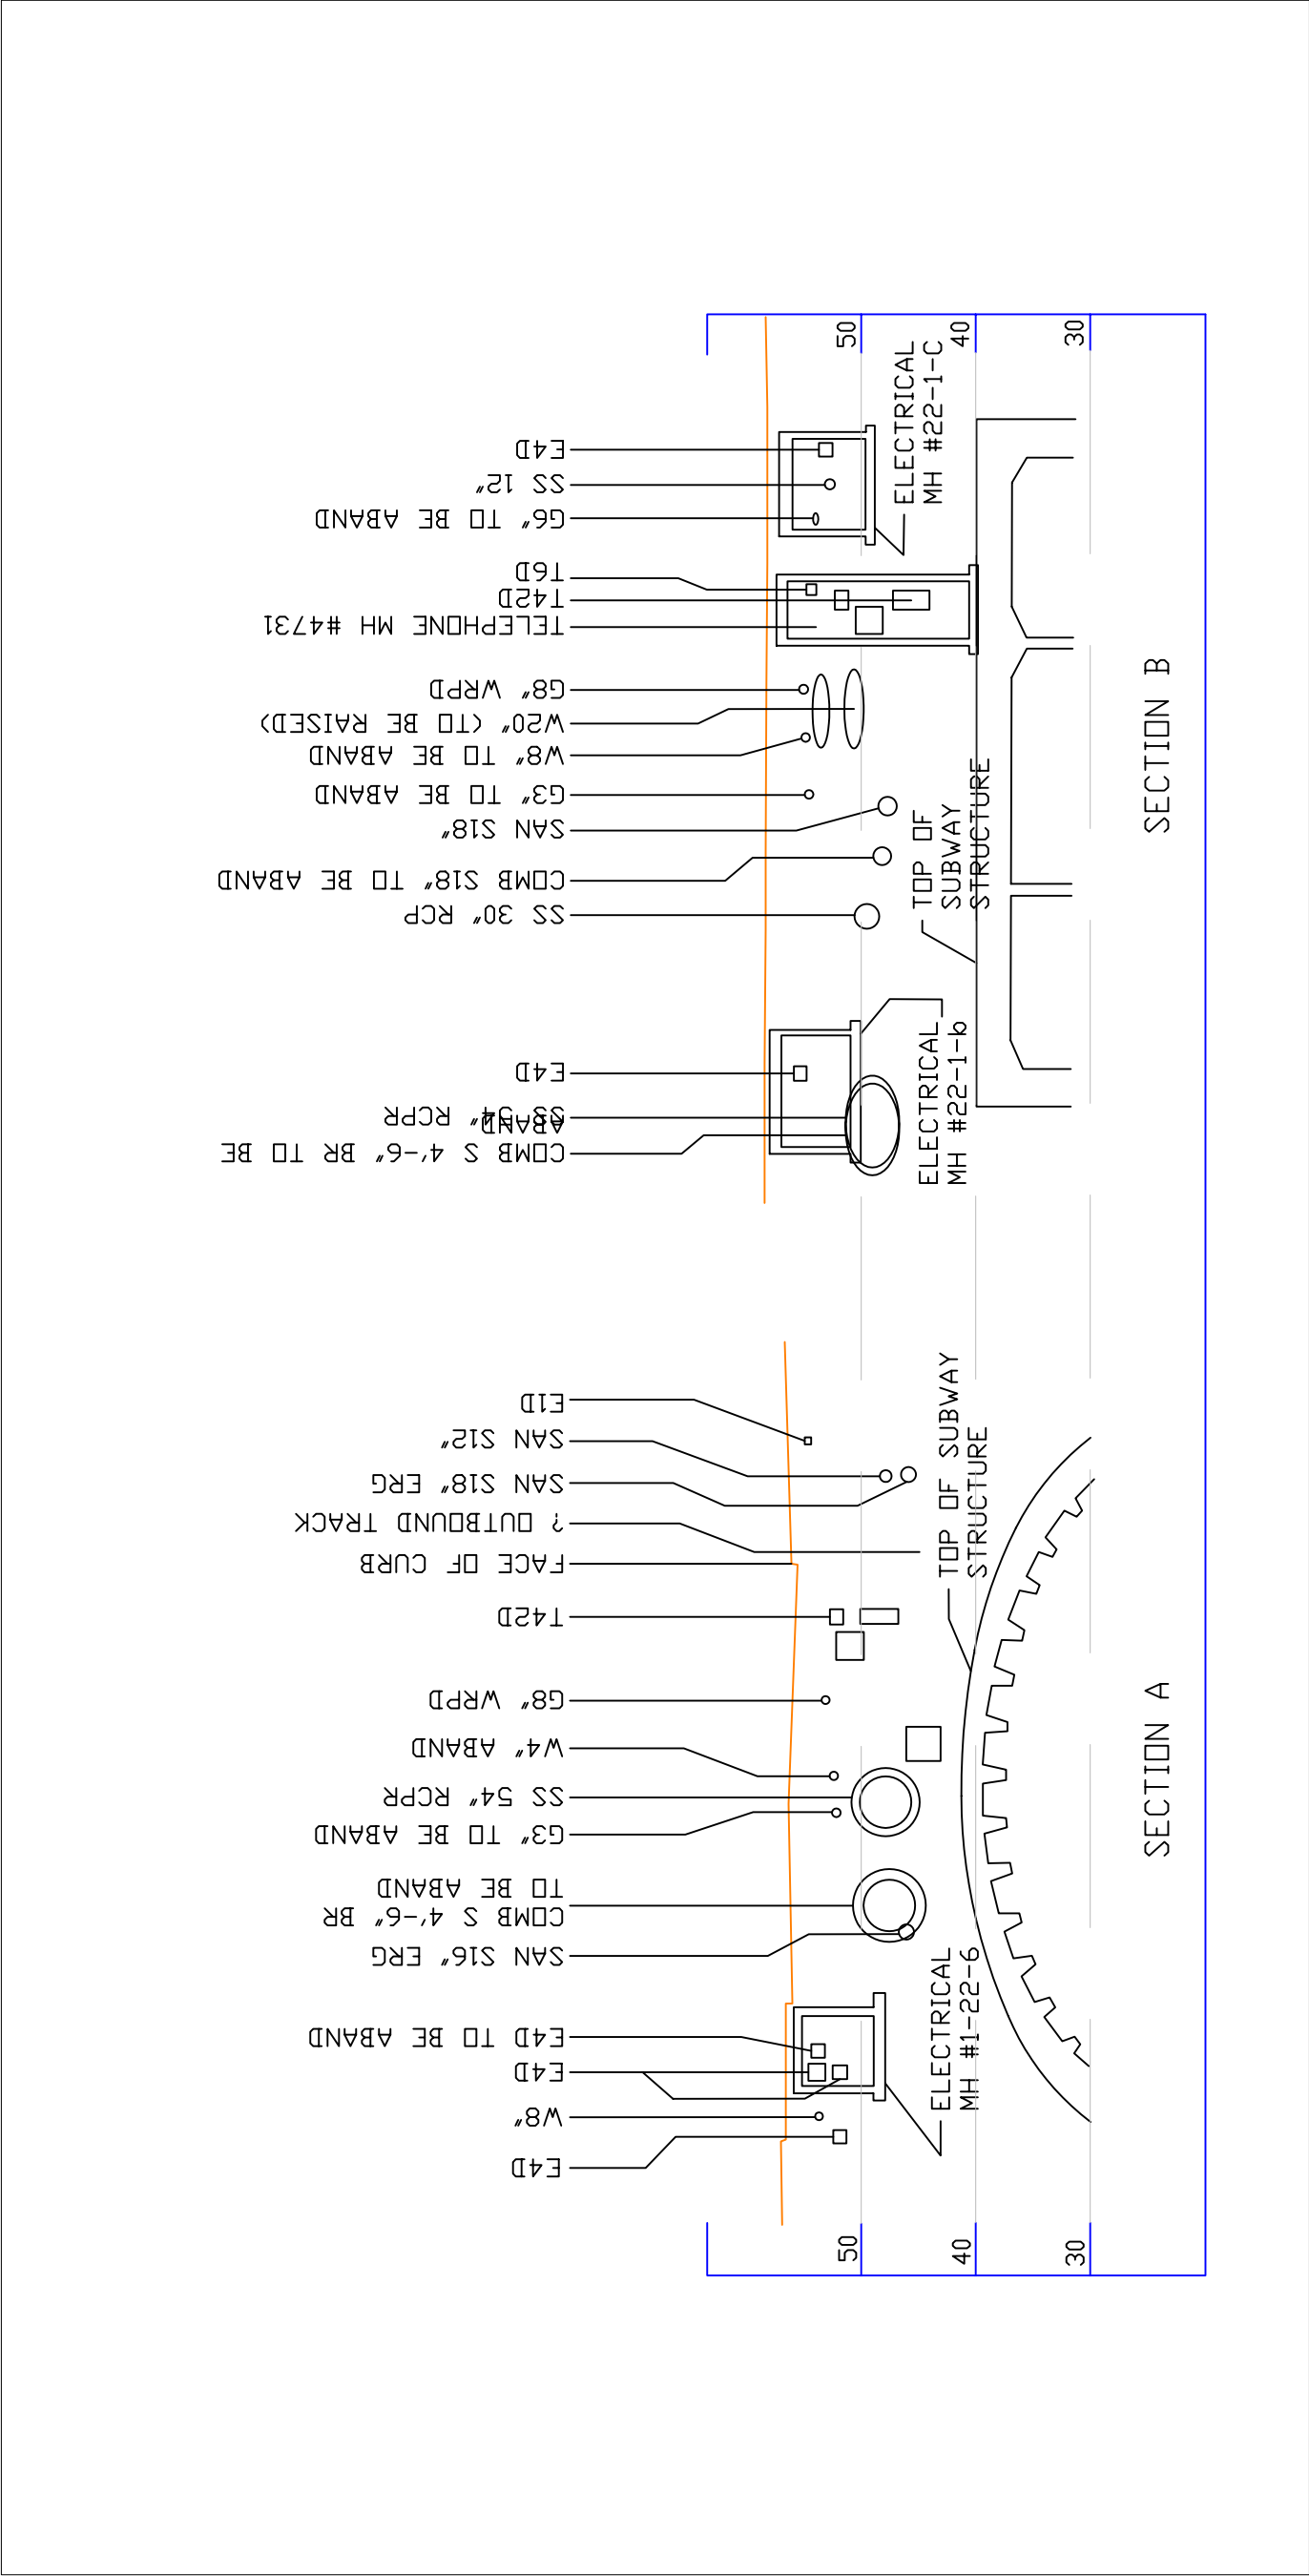 E4D
W8"
E4D
E4D TO BE ABAND
SAN S16" ERG
COMB S 4'-6" BR
TO BE ABAND
G3" TO BE ABAND
SS 54" RCPR
W4" ABAND
G8" WRPD
T42D
FACE OF CURB
? OUTBOUND TRACK
SAN S18" ERG
SAN S12"
E1D
COMB S 4'-6" BR TO BE
ABAND
SS 54" RCPR
E4D
SS 30" RCP
COMB S18" TO BE ABAND
SAN S18"
G3" TO BE ABAND
W8" TO BE ABAND
W20" (TO BE RAISED)
G8" WRPD
TELEPHONE MH #4731
T42D
T6D
G6" TO BE ABAND
SS 12"
E4D
50
40
30
ELECTRICAL
MH #1-22-6
TOP OF SUBWAY
STRUCTURE
ELECTRICAL
MH #22-1-b
TOP OF
SUBWAY
STRUCTURE
ELECTRICAL
MH #22-1-C
50
40
30
SECTION A
SECTION B